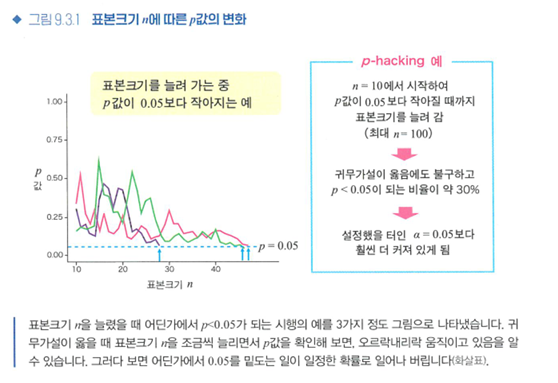 ◆ 그림 9.3.1 표본크기 n에 따른 p값의 변화
표본크기를 늘려 가는 중
p값이 0.05보다 작아지는 예
1.00
0.75
0.50
0.25
0.00
p
값
10
20
30
40
표본크기 n
p = 0.05
p-hacking 예
n = 10에서 시작하여
p값이 0.05보다 작아질 때까지
표본크기를 늘려 감
(최대 n = 100)
귀무가설이 옳음에도 불구하고
p < 0.05이 되는 비율이 약 30%
설정했을 터인 α = 0.05보다
훨씬 더 커져 있게 됨
표본크기 n을 늘렸을 때 어딘가에서 p<0.05가 되는 시행의 예를 3가지 정도 그림으로 나타냈습니다. 귀
무가설이 옳을 때 표본크기 n을 조금씩 늘리면서 p값을 확인해 보면, 오르락내리락 움직이고 있음을 알
수 있습니다. 그러다 보면 어딘가에서 0.05를 밑도는 일이 일정한 확률로 일어나 버립니다(화살표).